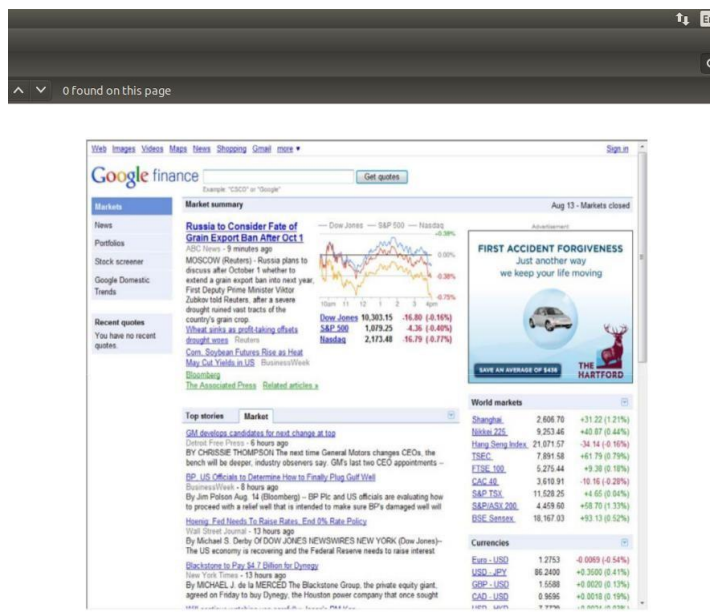 En
0 found on this page
Web Images Videos Maps News Shopping Gmail more ▾
Sign in
Google finance
Get quotes
Example: "CSCO" or "Google"
Markets
News
Portfolios
Stock screener
Google Domestic
Trends
Recent quotes
You have no recent
quotes.
Market summary
Aug 13 - Markets closed
Russia to Consider Fate of
Grain Export Ban After Oct 1
ABC News - 9 minutes ago
MOSCOW (Reuters) - Russia plans to
discuss after October 1 whether to
extend a grain export ban into next year,
First Deputy Prime Minister Viktor
Zubkov told Reuters, after a severe
drought ruined vast tracts of the
country's grain crop.
Wheat sinks as profit-taking offsets
drought woes Reuters
Corn, Soybean Futures Rise as Heat
May Cut Yields in US BusinessWeek
Bloomberg
The Associated Press Related articles »
Dow Jones S&P 500 Nasdaq
+0.38%
0.00%
-0.38%
-0.75%
10am 11 12 1 2 3 4pm
Dow Jones 10,303.15 -16.80 (-0.16%)
S&P 500 1,079.25 -4.36 (-0.40%)
Nasdaq 2,173.48 -16.79 (-0.77%)
Advertisement
FIRST ACCIDENT FORGIVENESS
Just another way
we keep your life moving
SAVE AN AVERAGE OF $436
THE
HARTFORD
Top stories Market
GM develops candidates for next change at top
Detroit Free Press - 6 hours ago
BY CHRISSIE THOMPSON The next time General Motors changes CEOs, the
bench will be deeper, industry observers say. GM's last two CEO appointments –
BP, US Officials to Determine How to Finally Plug Gulf Well
BusinessWeek - 8 hours ago
By Jim Polson Aug. 14 (Bloomberg) – BP Plc and US officials are evaluating how
to proceed with a relief well that is intended to make sure BP's damaged well will
Hoenig: Fed Needs To Raise Rates, End 0% Rate Policy
Wall Street Journal - 13 hours ago
By Michael S. Derby Of DOW JONES NEWSWIRES NEW YORK (Dow Jones)–
The US economy is recovering and the Federal Reserve needs to raise interest
Blackstone to Pay $4.7 Billion for Dynegy
New York Times - 13 hours ago
By MICHAEL J. de la MERCED The Blackstone Group, the private equity giant,
agreed on Friday to buy Dynegy, the Houston power company that once sought
World markets
Shanghai 2,606.70 +31.22 (1.21%)
Nikkei 225 9,253.46 +40.87 (0.44%)
Hang Seng Index 21,071.57 -34.14 (-0.16%)
TSEC 7,891.58 +61.79 (0.79%)
FTSE 100 5,275.44 +9.38 (0.18%)
CAC 40 3,610.91 -10.16 (-0.28%)
S&P TSX 11,528.25 +4.65 (0.04%)
S&P/ASX 200 4,459.60 +58.70 (1.33%)
BSE Sensex 18,167.03 +93.13 (0.52%)
Currencies
Euro - USD 1.2753 -0.0069 (-0.54%)
USD - JPY 86.2400 +0.3500 (0.41%)
GBP - USD 1.5588 +0.0020 (0.13%)
CAD - USD 0.9696 +0.0018 (0.19%)